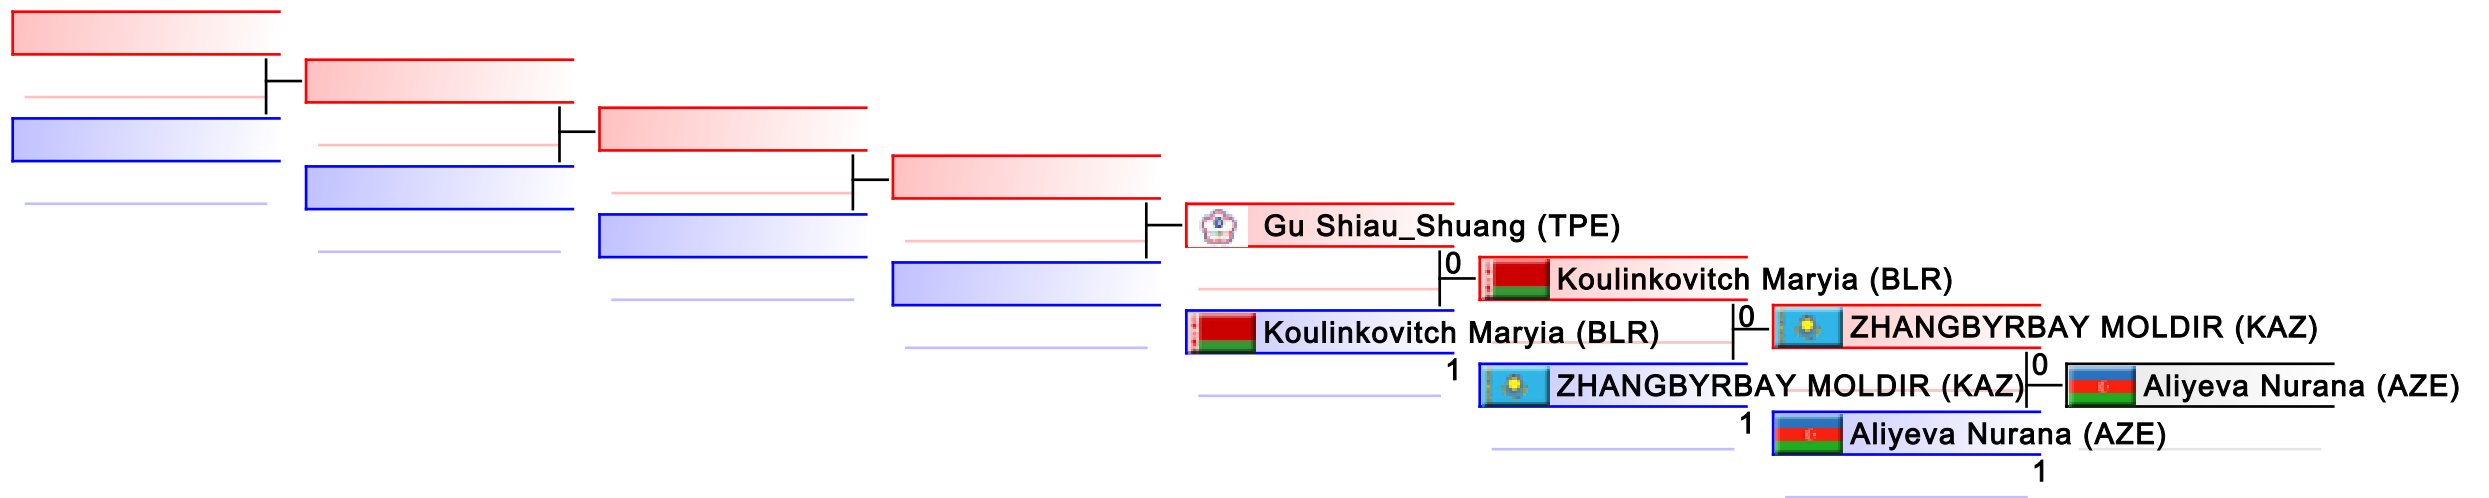 Gu Shiau_Shuang (TPE)
0
Koulinkovitch Maryia (BLR)
Koulinkovitch Maryia (BLR)
1
0
ZHANGBYRBAY MOLDIR (KAZ)
ZHANGBYRBAY MOLDIR (KAZ)
1
0
Aliyeva Nurana (AZE)
Aliyeva Nurana (AZE)
1